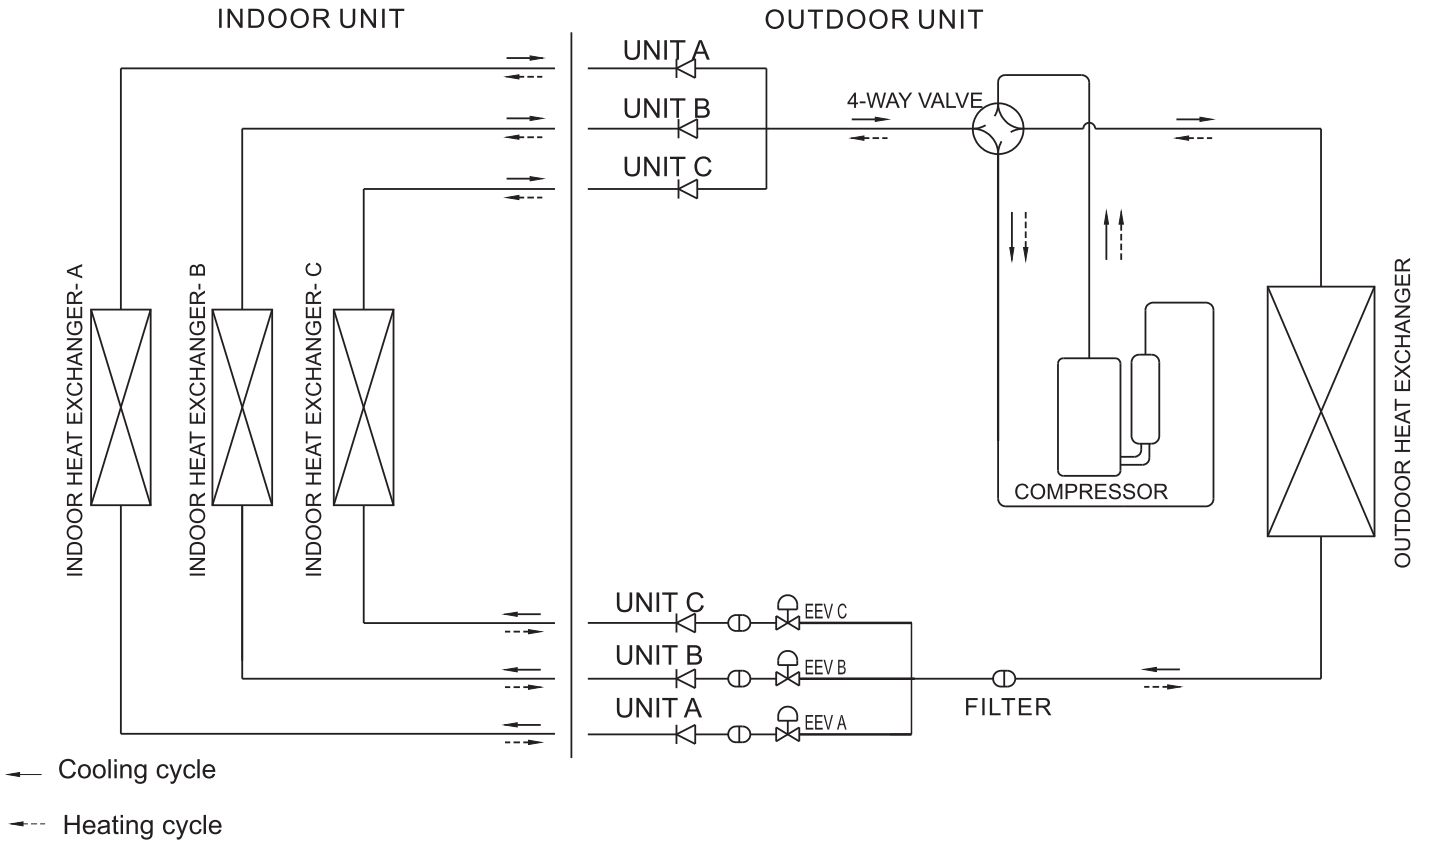 INDOOR UNIT
OUTDOOR UNIT
UNIT A
UNIT B
UNIT C
4-WAY VALVE
INDOOR HEAT EXCHANGER- A
INDOOR HEAT EXCHANGER- B
INDOOR HEAT EXCHANGER- C
OUTDOOR HEAT EXCHANGER
COMPRESSOR
UNIT C
EEV C
UNIT B
EEV B
UNIT A
EEV A
FILTER
Cooling cycle
Heating cycle